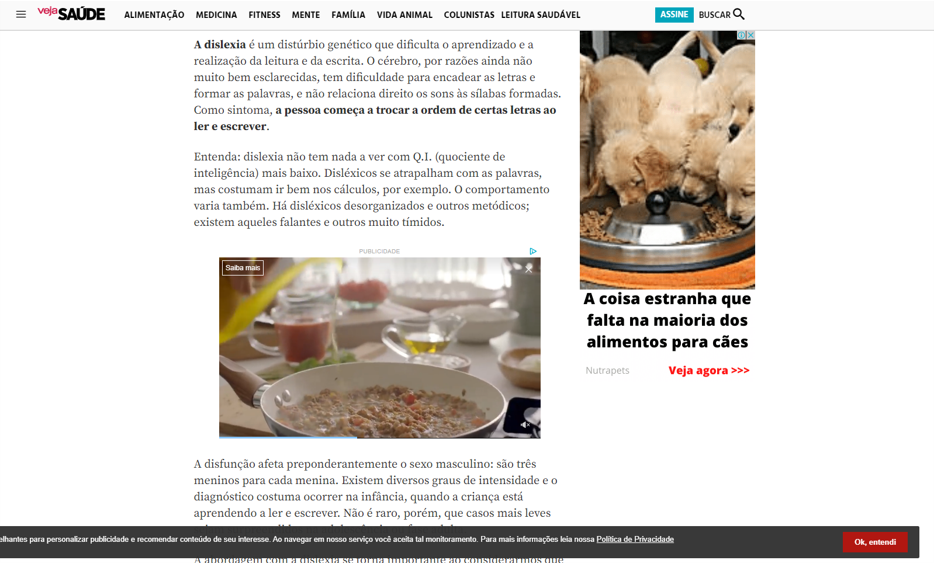 veja SAÚDE
ALIMENTAÇÃO MEDICINA FITNESS MENTE FAMÍLIA VIDA ANIMAL COLUNISTAS LEITURA SAUDÁVEL
ASSINE BUSCAR
A dislexia é um distúrbio genético que dificulta o aprendizado e a
realização da leitura e da escrita. O cérebro, por razões ainda não
muito bem esclarecidas, tem dificuldade para encadear as letras e
formar as palavras, e não relaciona direito os sons às sílabas formadas.
Como sintoma, a pessoa começa a trocar a ordem de certas letras ao
ler e escrever.
Entenda: dislexia não tem nada a ver com Q.I. (quociente de
inteligência) mais baixo. Disléxicos se atrapalham com as palavras,
mas costumam ir bem nos cálculos, por exemplo. O comportamento
varia também. Há disléxicos desorganizados e outros metódicos;
existem aqueles falantes e outros muito tímidos.
PUBLICIDADE
Saiba mais
A disfunção afeta preponderantemente o sexo masculino: são três
meninos para cada menina. Existem diversos graus de intensidade e o
diagnóstico costuma ocorrer na infância, quando a criança está
aprendendo a ler e escrever. Não é raro, porém, que casos mais leves
A abordagem com a dislexia se torna importante ao considerarmos que
A coisa estranha que
falta na maioria dos
alimentos para cães
Nutrapets Veja agora >>>
elhantes para personalizar publicidade e recomendar conteúdo de seu interesse. Ao navegar em nosso serviço você aceita tal monitoramento. Para mais informações leia nossa Política de Privacidade
Ok, entendi